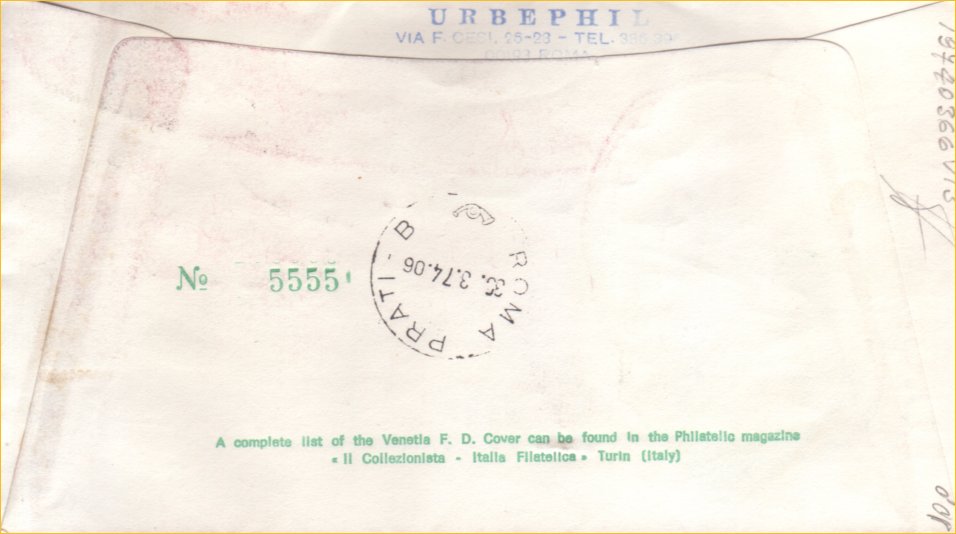 URBEPHIL
VIA F. CESI, 26-28 - TEL.
00193 ROMA
№ 5555
ROMA PRATI - B
3.74.06
A complete list of the Venetia F. D. Cover can be found in the Philatelic magazine
« Il Collezionista - Italia Filatelica » Turin (Italy)